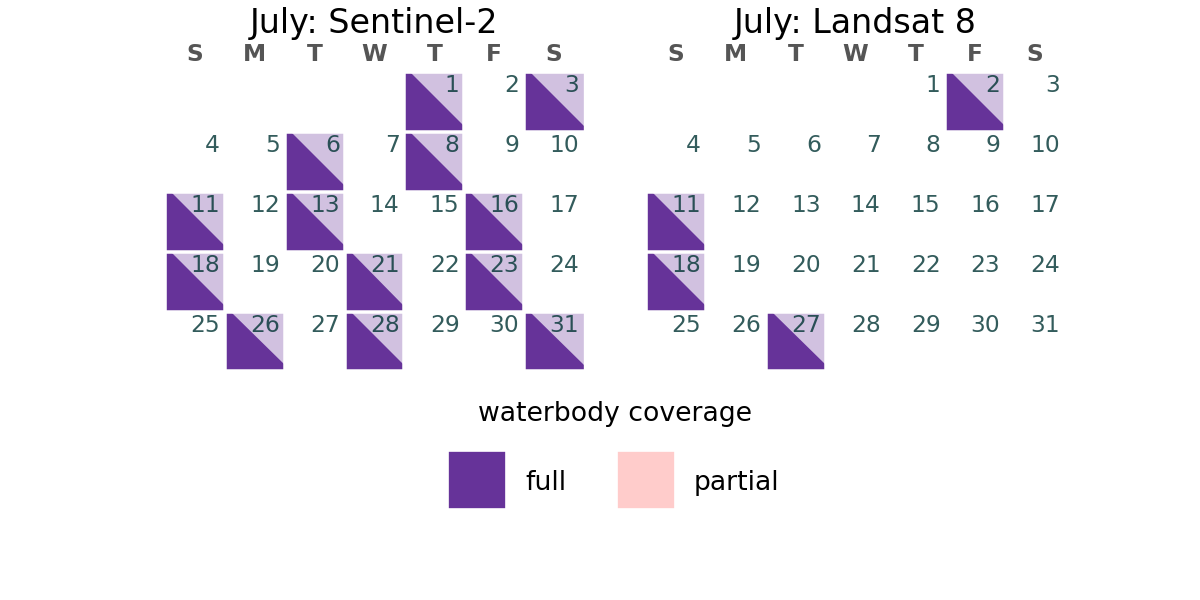 July: Sentinel-2
S M T W T F S
1 2 3
4 5 6 7 8 9 10
11 12 13 14 15 16 17
18 19 20 21 22 23 24
25 26 27 28 29 30 31
July: Landsat 8
S M T W T F S
1 2 3
4 5 6 7 8 9 10
11 12 13 14 15 16 17
18 19 20 21 22 23 24
25 26 27 28 29 30 31
waterbody coverage
full partial